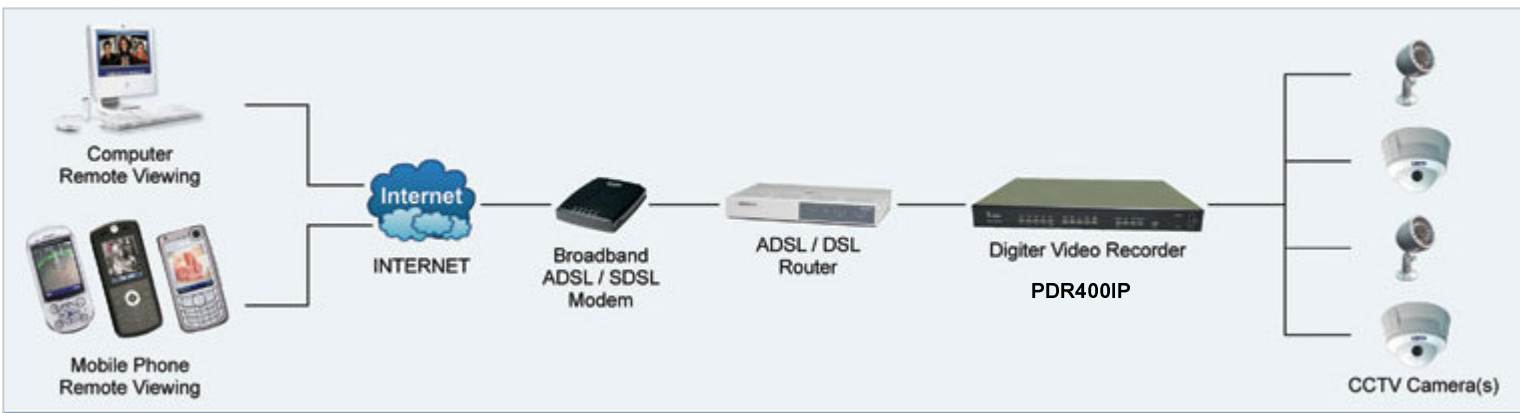 Computer
Remote Viewing
Mobile Phone
Remote Viewing
Internet
INTERNET
Broadband
ADSL / SDSL
Modem
ADSL / DSL
Router
Digiter Video Recorder
PDR400IP
CCTV Camera(s)